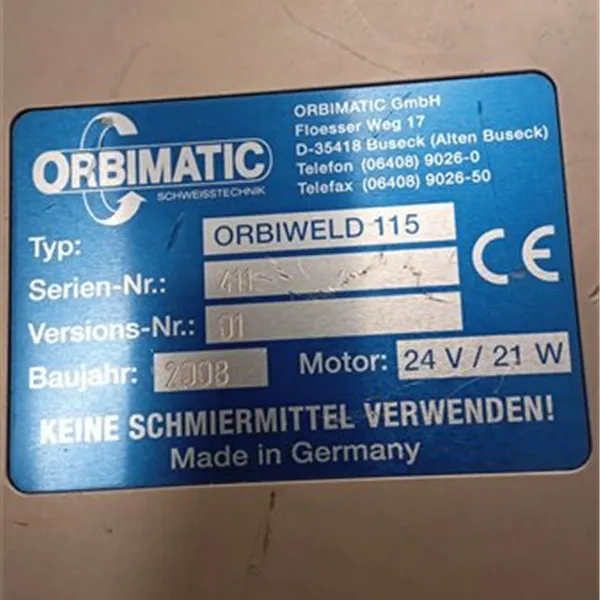 ORBIMATIC
SCHWEISSTECHNIK
ORBIMATIC GmbH
Floesser Weg 17
D-35418 Buseck (Alten Buseck)
Telefon (06408) 9026-0
Telefax (06408) 9026-50
Typ: ORBIWELD 115
Serien-Nr.: 411
Versions-Nr.: 01
CE
Baujahr: 2008 Motor: 24 V / 21 W
KEINE SCHMIERMITTEL VERWENDEN!
Made in Germany